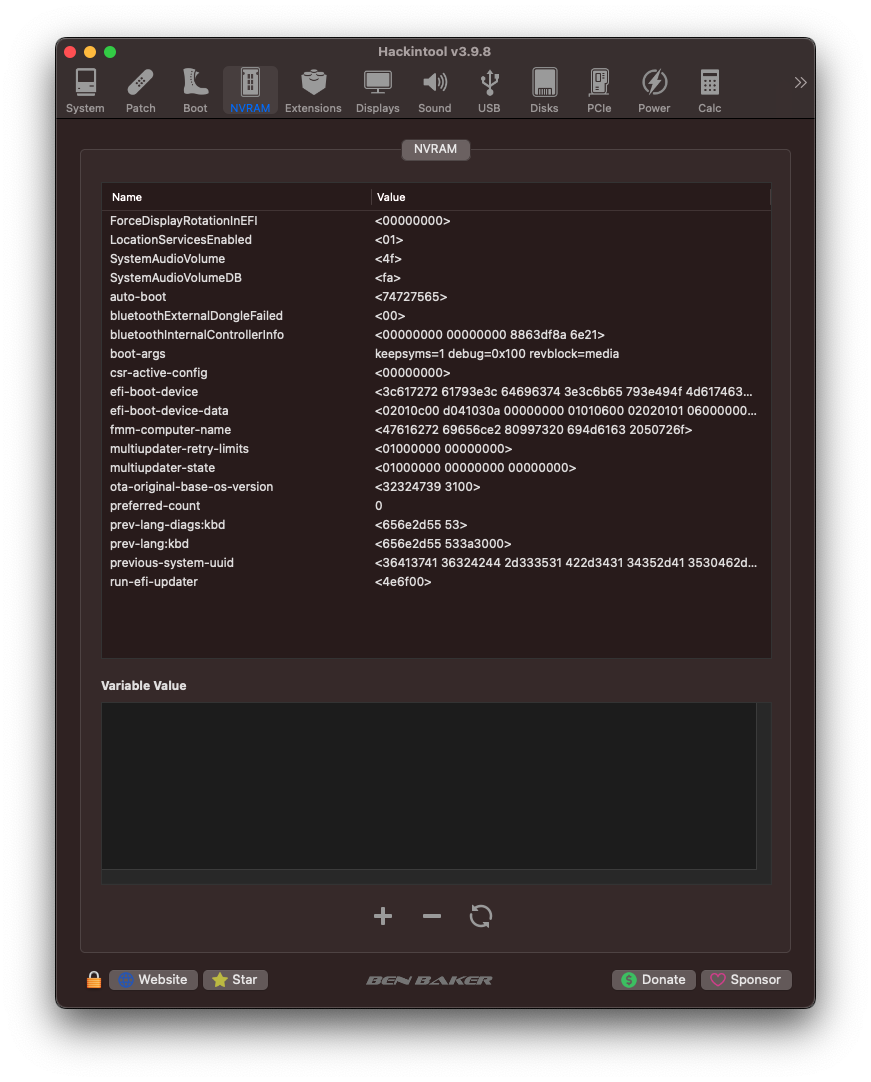 Hackintool v3.9.8
System Patch Boot NVRAM Extensions Displays Sound USB Disks PCIe Power Calc
NVRAM
Name Value
ForceDisplayRotationInEFI <00000000>
LocationServicesEnabled <01>
SystemAudioVolume <4f>
SystemAudioVolumeDB <fa>
auto-boot <74727565>
bluetoothExternalDongleFailed <00>
bluetoothInternalControllerInfo <00000000 00000000 8863df8a 6e21>
boot-args keepsyms=1 debug=0x100 revblock=media
csr-active-config <00000000>
efi-boot-device <3c617272 61793e3c 64696374 3e3c6b65 793e494f 4d617463...
efi-boot-device-data <02010c00 d041030a 00000000 01010600 02020101 06000000...
fmm-computer-name <47616272 69656ce2 80997320 694d6163 2050726f>
multiupdater-retry-limits <01000000 00000000>
multiupdater-state <01000000 00000000 00000000>
ota-original-base-os-version <32324739 3100>
preferred-count 0
prev-lang-diags:kbd <656e2d55 53>
prev-lang:kbd <656e2d55 533a3000>
previous-system-uuid <36413741 36324244 2d333531 422d3431 34352d41 3530462d...
run-efi-updater <4e6f00>
Variable Value
Website Star BEN BAKER Donate Sponsor